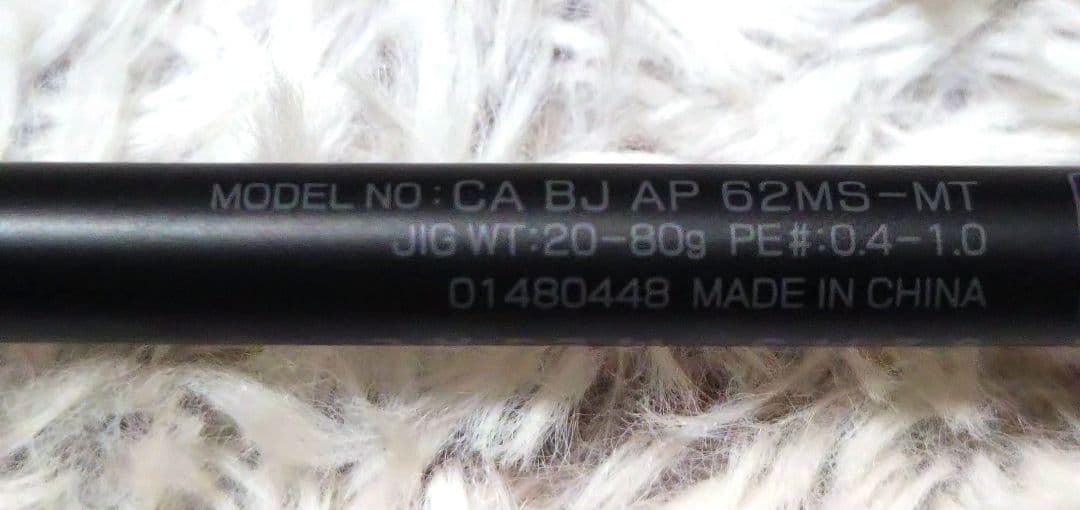 MODEL NO:CA BJ AP 62MS-MT
JIG WT:20-80g PE#:0.4-1.0
01480448 MADE IN CHINA